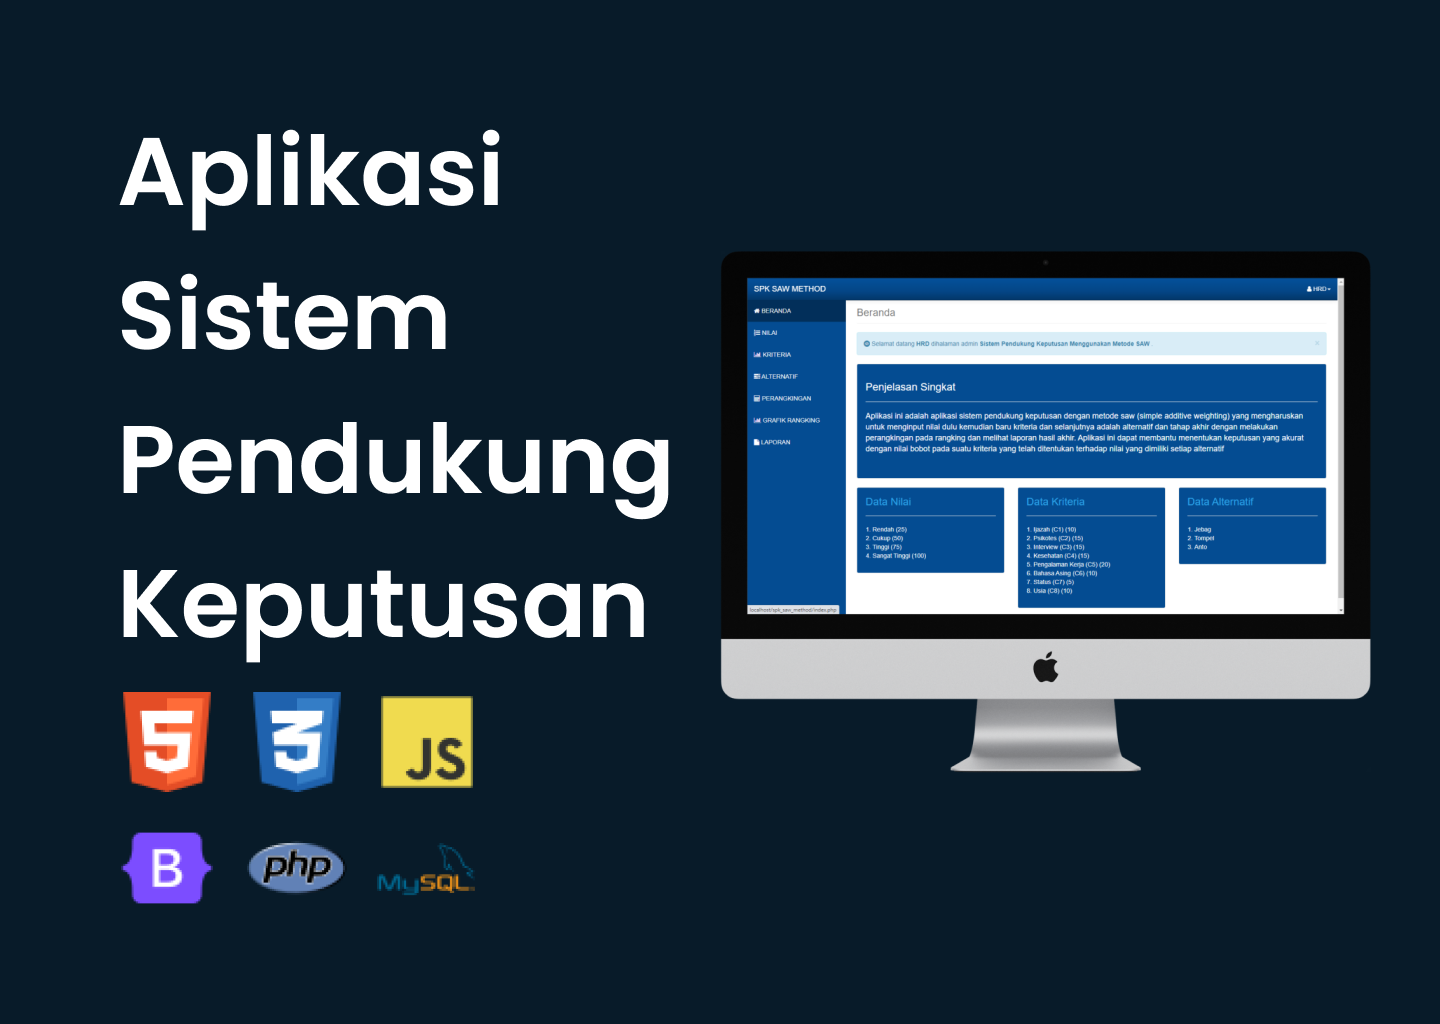 Aplikasi
Sistem
Pendukung
Keputusan
5
3
JS
B
php
MySQL
SPK SAW METHOD
HRD
BERANDA
NILAI
KRITERIA
ALTERNATIF
PERANGKINGAN
GRAFIK RANGKING
LAPORAN
Beranda
Selamat datang HRD dihalaman admin Sistem Pendukung Keputusan Menggunakan Metode SAW
×
Penjelasan Singkat
Aplikasi ini adalah aplikasi sistem pendukung keputusan dengan metode saw (simple additive weighting) yang mengharuskan
untuk menginput nilai dulu kemudian baru kriteria dan selanjutnya adalah alternatif dan tahap akhir dengan melakukan
perangkingan pada rangking dan melihat laporan hasil akhir. Aplikasi ini dapat membantu menentukan keputusan yang akurat
dengan nilai bobot pada suatu kriteria yang telah ditentukan terhadap nilai yang dimiliki setiap alternatif
Data Nilai
1. Rendah (25)
2. Cukup (50)
3. Tinggi (75)
4. Sangat Tinggi (100)
Data Kriteria
1. Ijazah (C1) (10)
2. Psikotes (C2) (15)
3. Interview (C3) (15)
4. Kesehatan (C4) (15)
5. Pengalaman Kerja (C5) (20)
6. Bahasa Asing (C6) (10)
7. Status (C7) (5)
8. Usia (C8) (10)
Data Alternatif
1. Jebag
2. Tompel
3. Anto
localhost/spk_saw_method/index.php